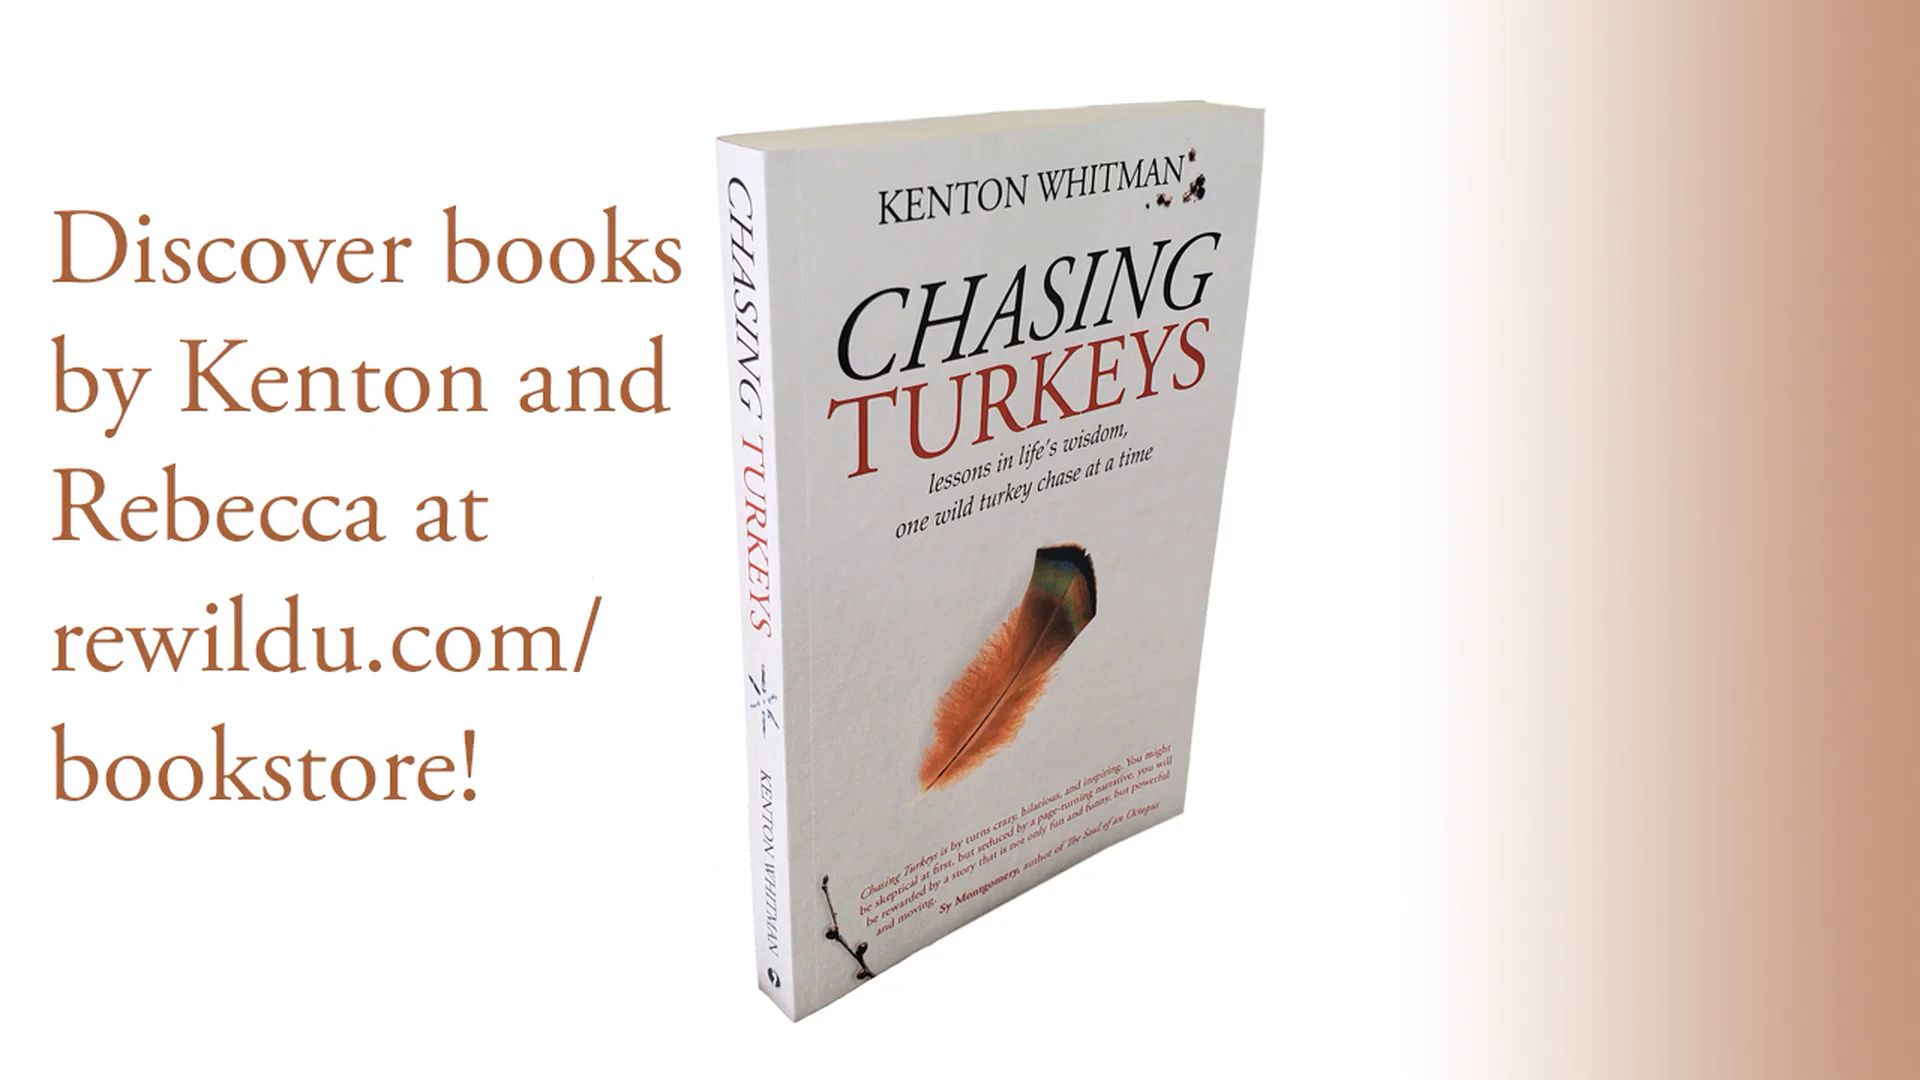 Discover books
by Kenton and
Rebecca at
rewildu.com/
bookstore!
CHASING TURKEYS KENTON WHITMAN
KENTON WHITMAN
CHASING
TURKEYS
lessons in life's wisdom,
one wild turkey chase at a time
Chasing Turkeys is by turns crazy, hilarious, and inspiring. You might
be skeptical at first, but seduced by a page-turning narrative, you will
be rewarded by a story that is not only fun and funny, but powerful
and moving. Sy Montgomery, author of The Soul of an Octopus